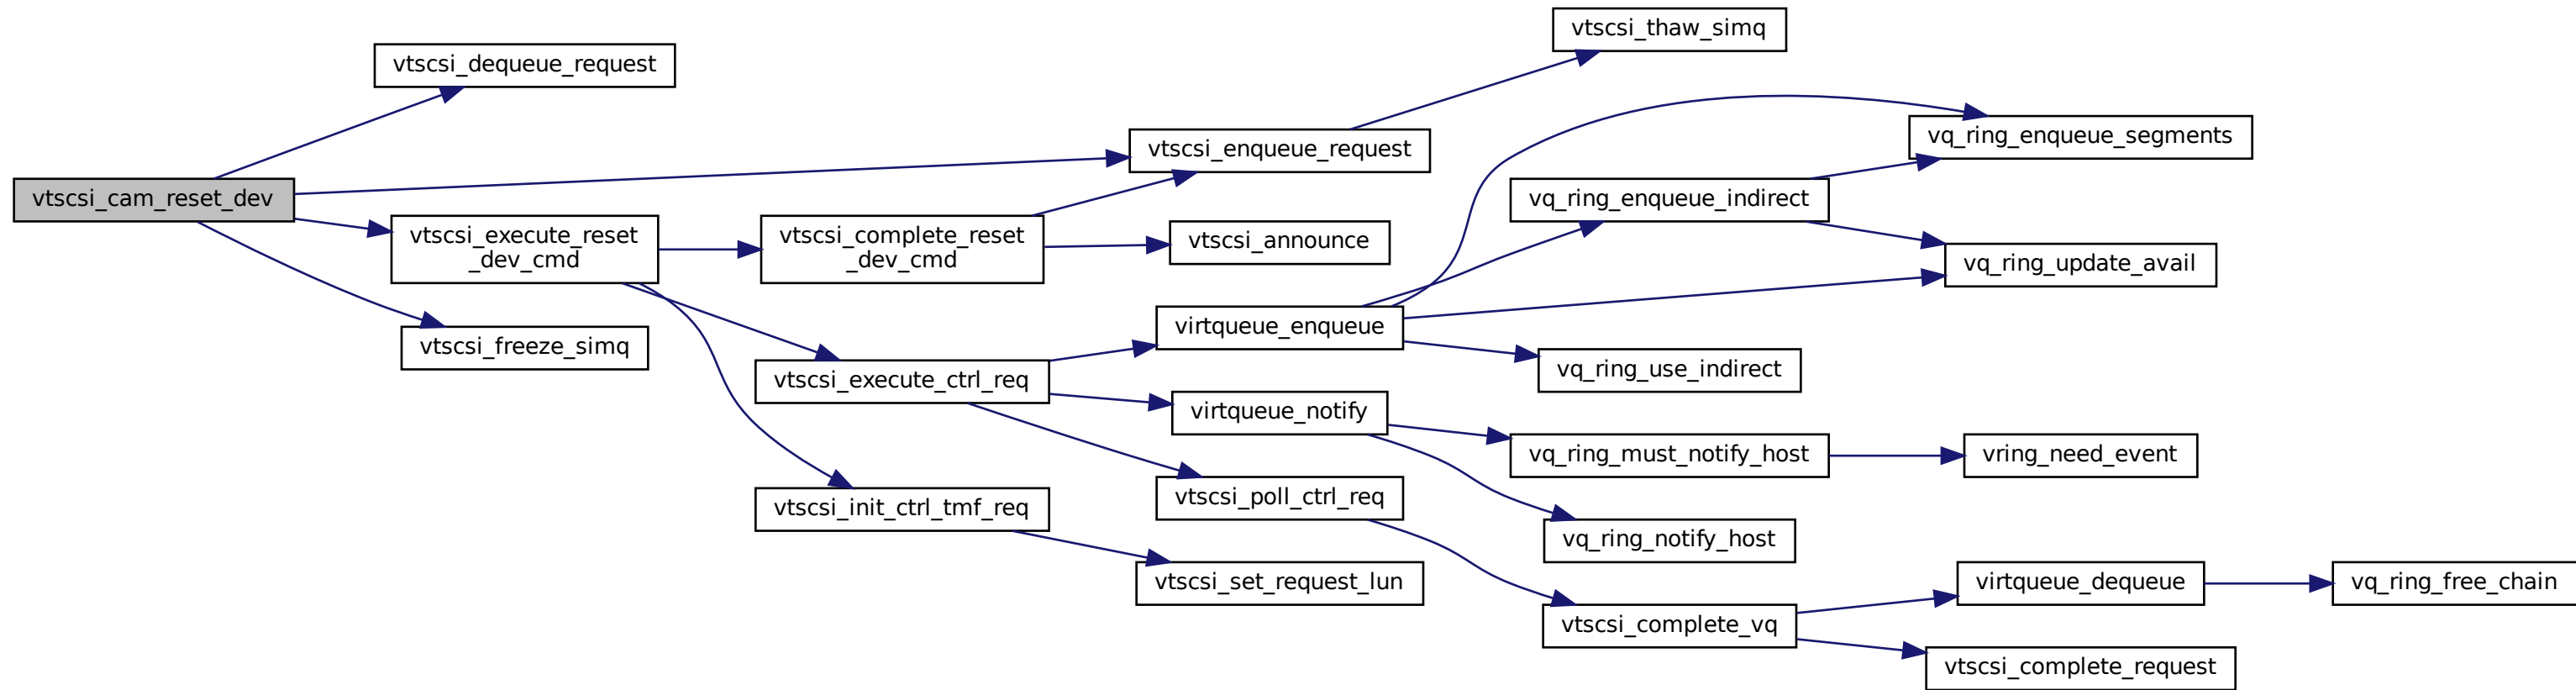 vtscsi_cam_reset_dev
vtscsi_dequeue_request
vtscsi_execute_reset
_dev_cmd
vtscsi_freeze_simq
vtscsi_complete_reset
_dev_cmd
vtscsi_execute_ctrl_req
vtscsi_init_ctrl_tmf_req
vtscsi_enqueue_request
vtscsi_announce
virtqueue_enqueue
virtqueue_notify
vtscsi_poll_ctrl_req
vtscsi_set_request_lun
vtscsi_thaw_simq
vq_ring_enqueue_indirect
vq_ring_use_indirect
vq_ring_must_notify_host
vq_ring_notify_host
vtscsi_complete_vq
vq_ring_enqueue_segments
vq_ring_update_avail
vring_need_event
virtqueue_dequeue
vtscsi_complete_request
vq_ring_free_chain